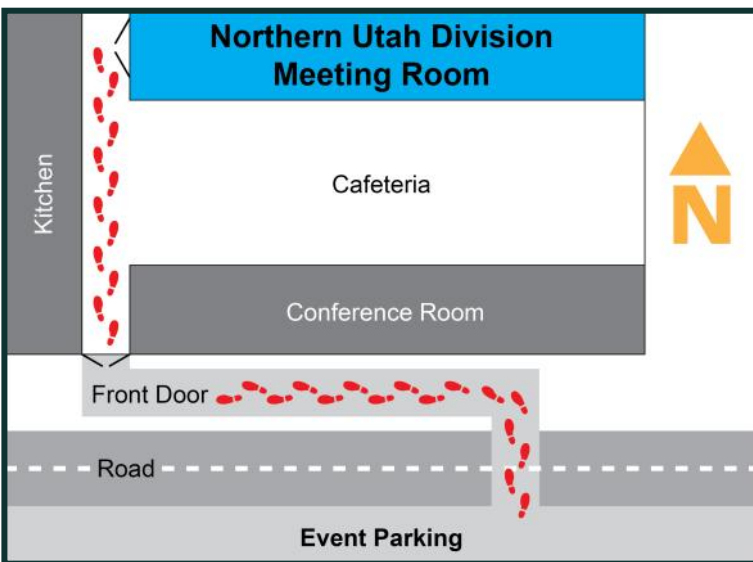 Northern Utah Division
Meeting Room
Kitchen
Cafeteria
N
Conference Room
Front Door
Road
Event Parking